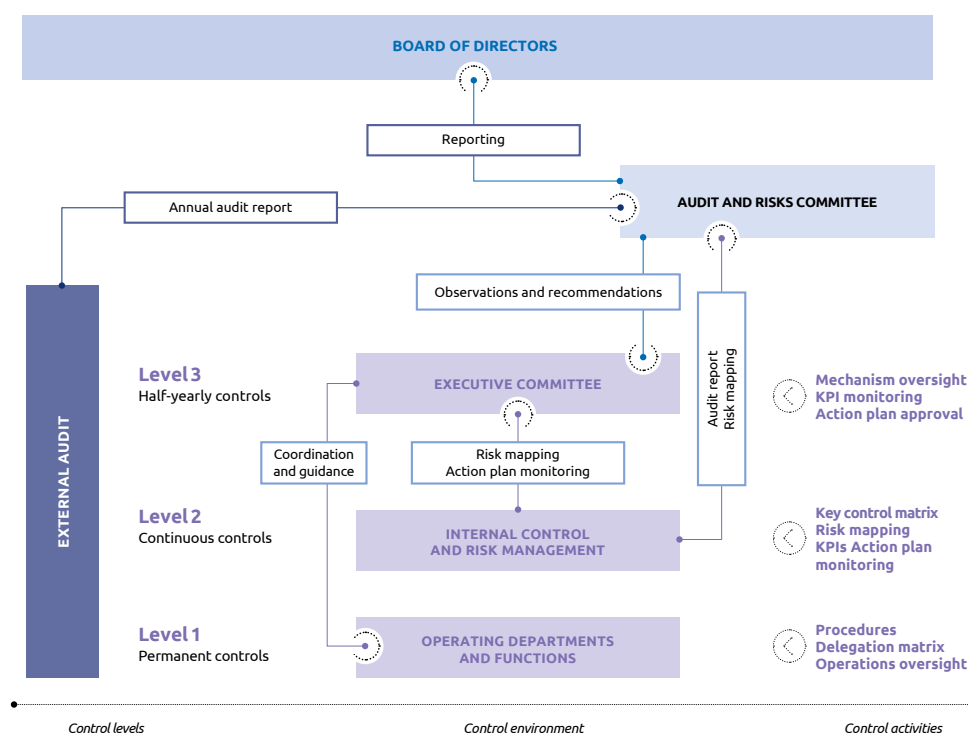 BOARD OF DIRECTORS
Reporting
AUDIT AND RISKS COMMITTEE
Annual audit report
Observations and recommendations
Audit report
Risk mapping
EXTERNAL AUDIT
Level 3
Half-yearly controls
EXECUTIVE COMMITTEE
Mechanism oversight
KPI monitoring
Action plan approval
Coordination
and guidance
Risk mapping
Action plan monitoring
Level 2
Continuous controls
INTERNAL CONTROL
AND RISK MANAGEMENT
Key control matrix
Risk mapping
KPIs Action plan
monitoring
Level 1
Permanent controls
OPERATING DEPARTMENTS
AND FUNCTIONS
Procedures
Delegation matrix
Operations oversight
Control levels
Control environment
Control activities